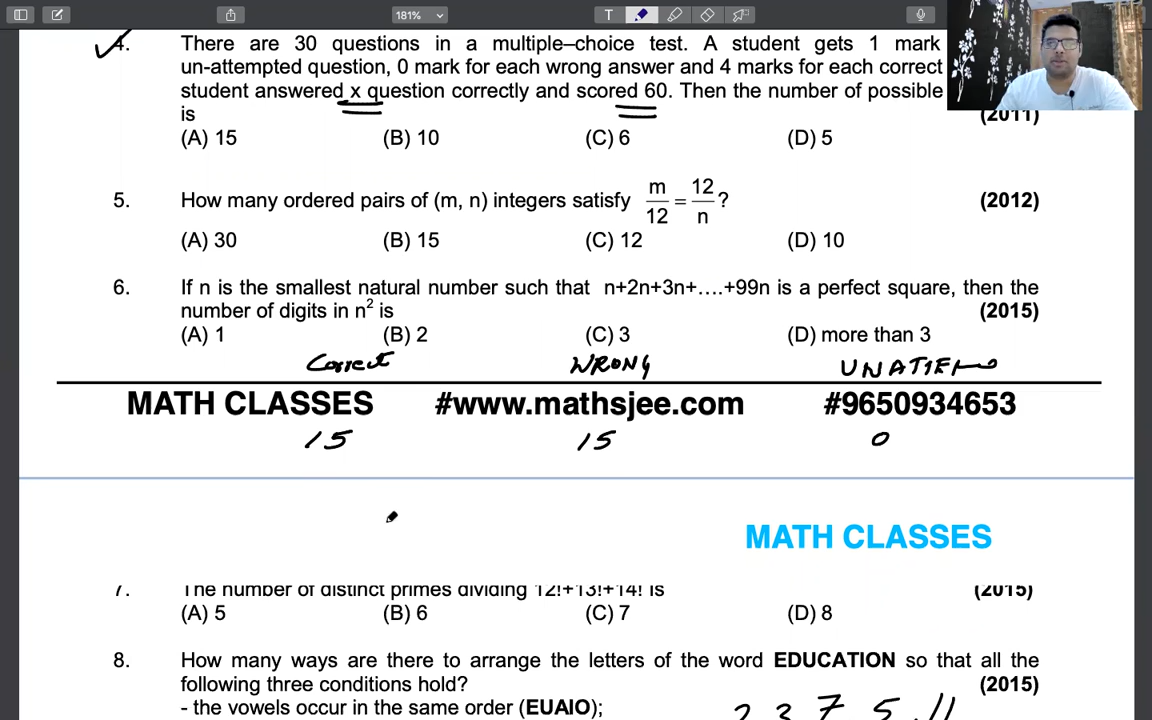 181%
T
4. There are 30 questions in a multiple–choice test. A student gets 1 mark
un-attempted question, 0 mark for each wrong answer and 4 marks for each correct
student answered x question correctly and scored 60. Then the number of possible
is (2011)
(A) 15 (B) 10 (C) 6 (D) 5
5. How many ordered pairs of (m, n) integers satisfy m/12 = 12/n? (2012)
(A) 30 (B) 15 (C) 12 (D) 10
6. If n is the smallest natural number such that n+2n+3n+….+99n is a perfect square, then the
number of digits in n² is (2015)
(A) 1 (B) 2 (C) 3 (D) more than 3
Correct WRONG
MATH CLASSES #www.mathsjee.com #9650934653
15 15 0
MATH CLASSES
7. The number of distinct primes dividing 12!+13!+14! is (2015)
(A) 5 (B) 6 (C) 7 (D) 8
8. How many ways are there to arrange the letters of the word EDUCATION so that all the
following three conditions hold? (2015)
- the vowels occur in the same order (EUAIO);
2 3 7 5 11